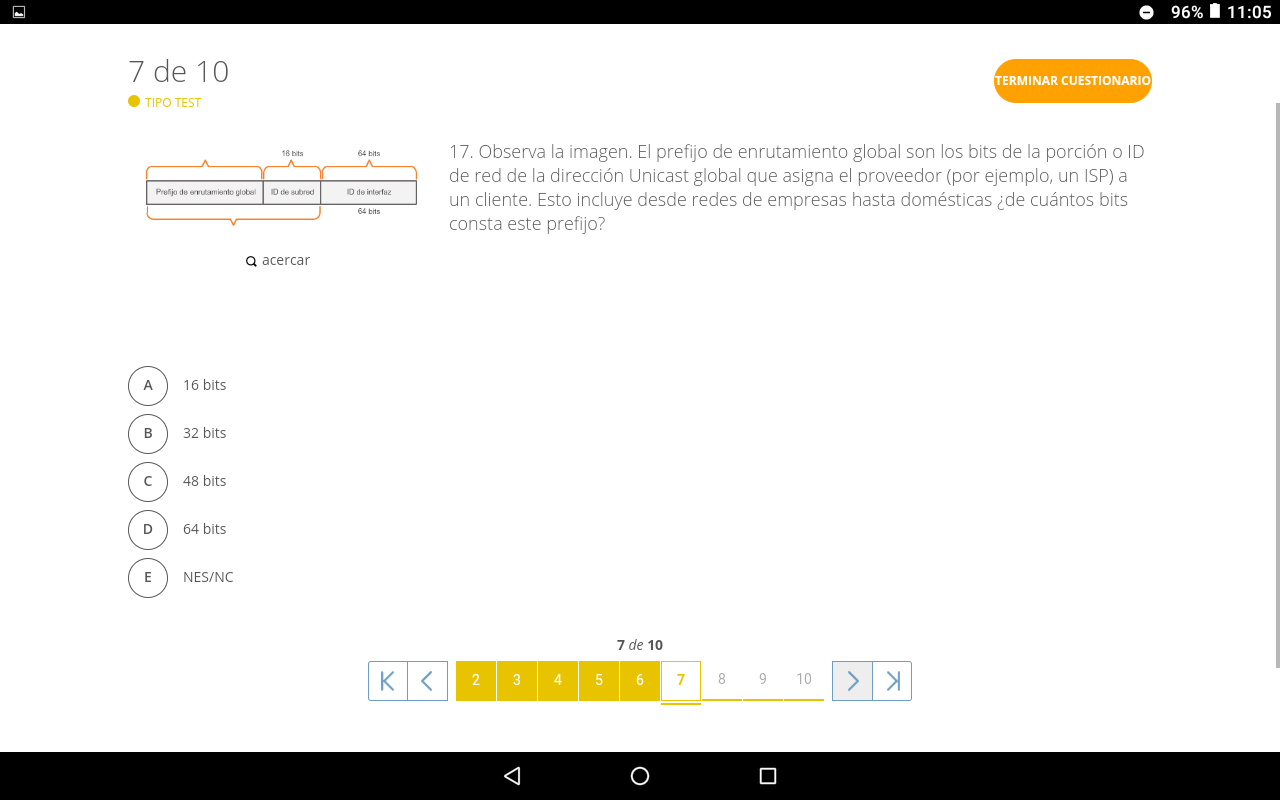 96% 11:05
7 de 10
TERMINAR CUESTIONARIO
TIPO TEST
16 bits 64 bits
Prefijo de enrutamiento global ID de subred ID de interfaz
64 bits
acercar
17. Observa la imagen. El prefijo de enrutamiento global son los bits de la porción o ID
de red de la dirección Unicast global que asigna el proveedor (por ejemplo, un ISP) a
un cliente. Esto incluye desde redes de empresas hasta domésticas ¿de cuántos bits
consta este prefijo?
A 16 bits
B 32 bits
C 48 bits
D 64 bits
E NES/NC
7 de 10
2 3 4 5 6 7 8 9 10